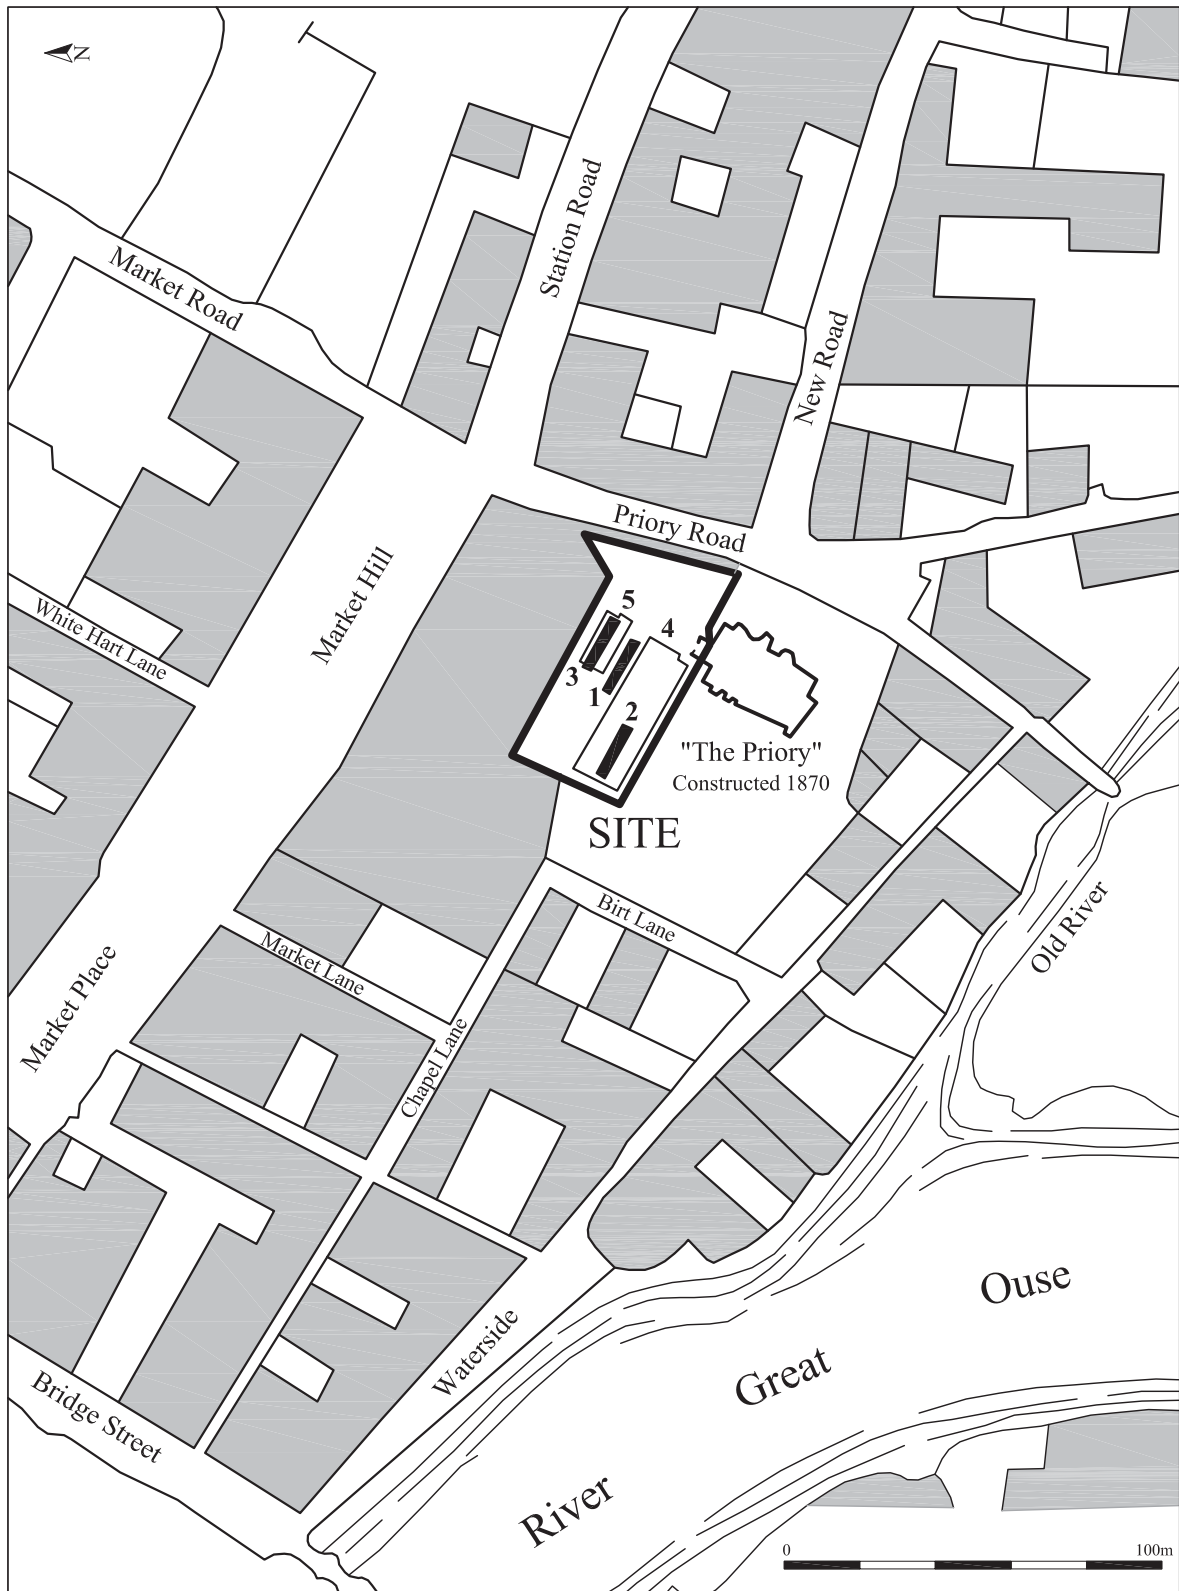 N
Station Road
Market Road
New Road
Priory Road
Market Hill
White Hart Lane
5
4
3
1
2
"The Priory"
Constructed 1870
SITE
Birt Lane
Old River
Market Lane
Market Place
Chapel Lane
Waterside
Bridge Street
River
Great
Ouse
0
100m